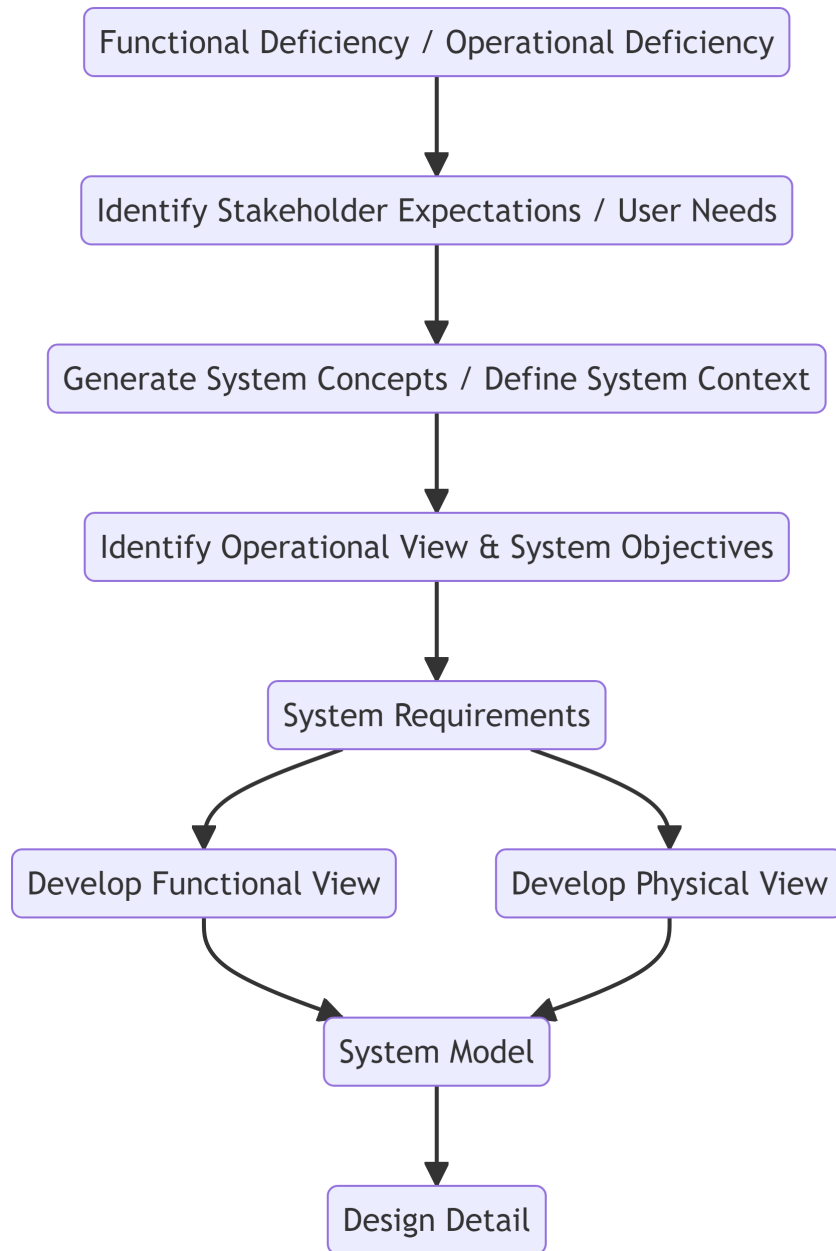 Functional Deficiency / Operational Deficiency
Identify Stakeholder Expectations / User Needs
Generate System Concepts / Define System Context
Identify Operational View & System Objectives
System Requirements
Develop Functional View
Develop Physical View
System Model
Design Detail